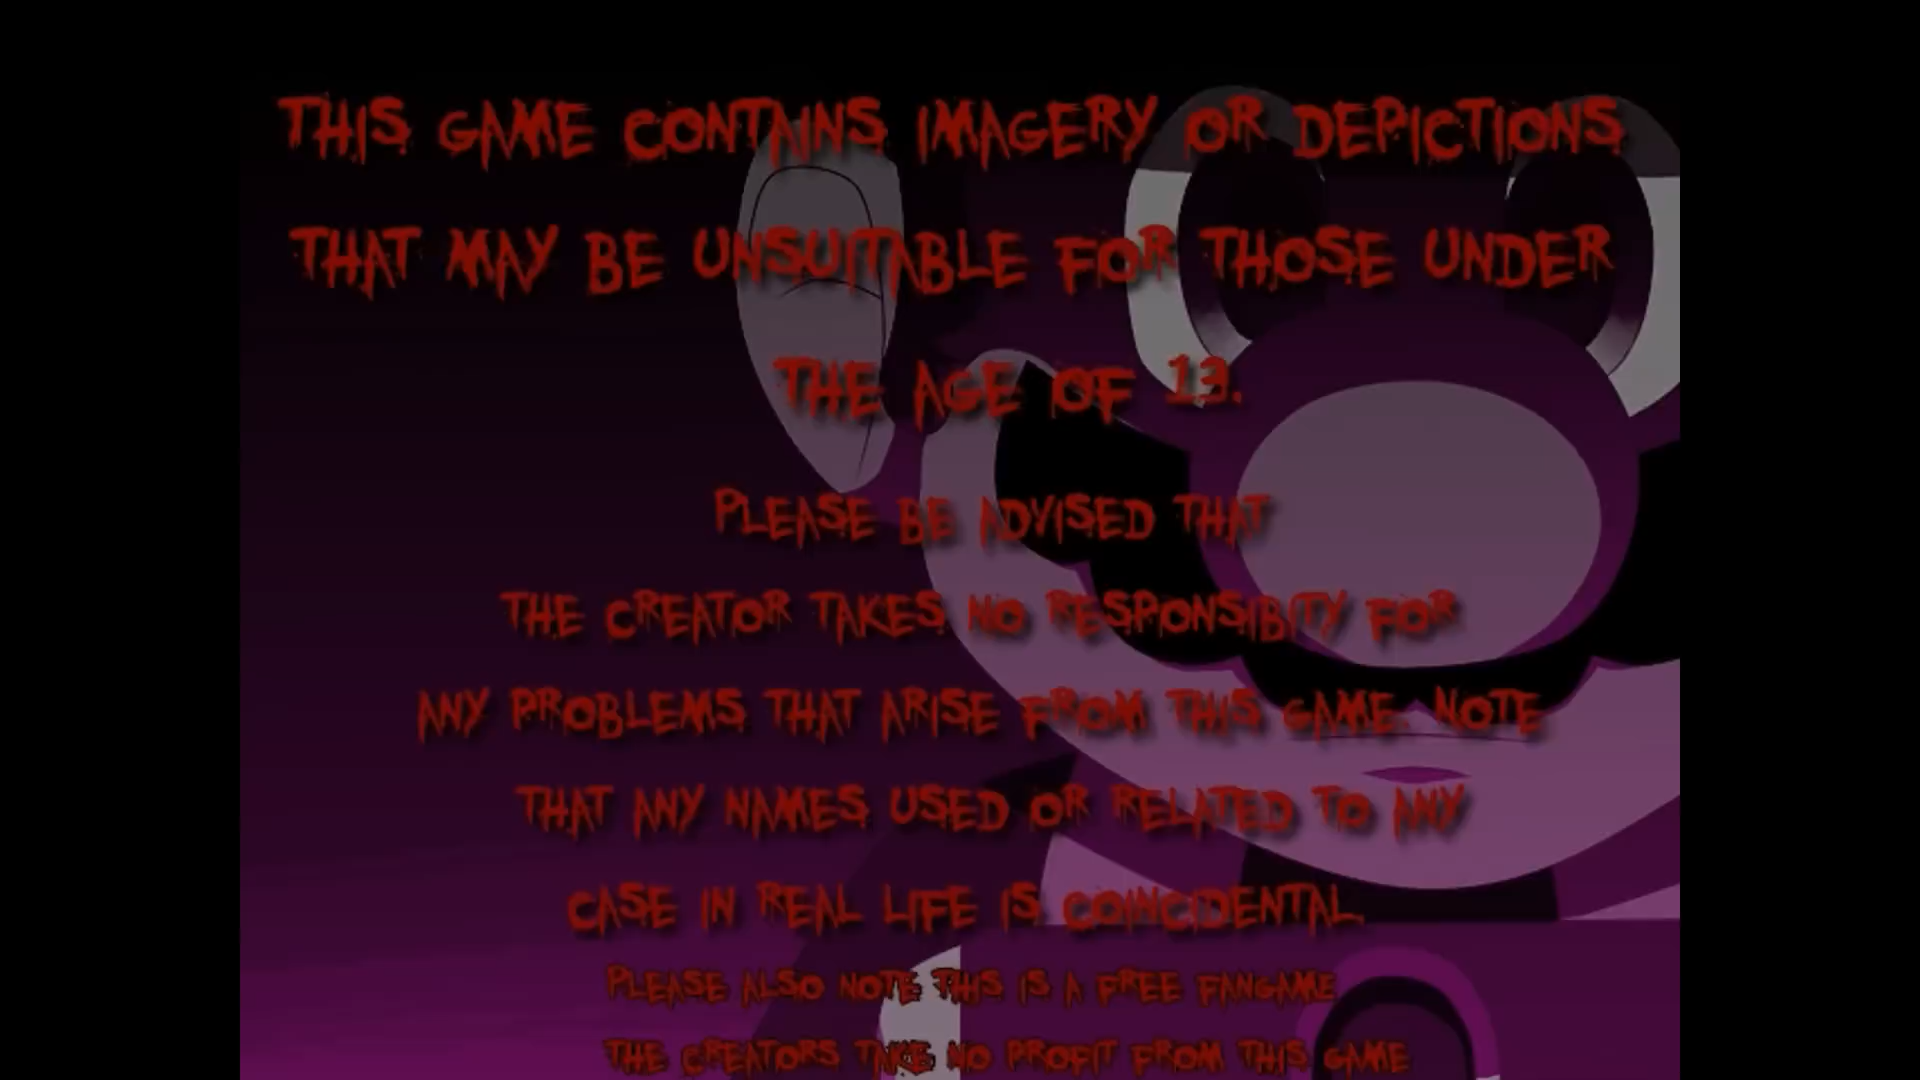 THIS GAME CONTAINS IMAGERY OR DEPICTIONS
THAT MAY BE UNSUITABLE FOR THOSE UNDER
THE AGE OF 13.
PLEASE BE ADVISED THAT
THE CREATOR TAKES NO RESPONSIBITY FOR
ANY PROBLEMS THAT ARISE FROM THIS GAME. NOTE
THAT ANY NAMES USED OR RELATED TO ANY
CASE IN REAL LIFE IS COINCIDENTAL.
PLEASE ALSO NOTE THIS IS A FREE FANGAME
THE CREATORS TAKE NO PROFIT FROM THIS GAME